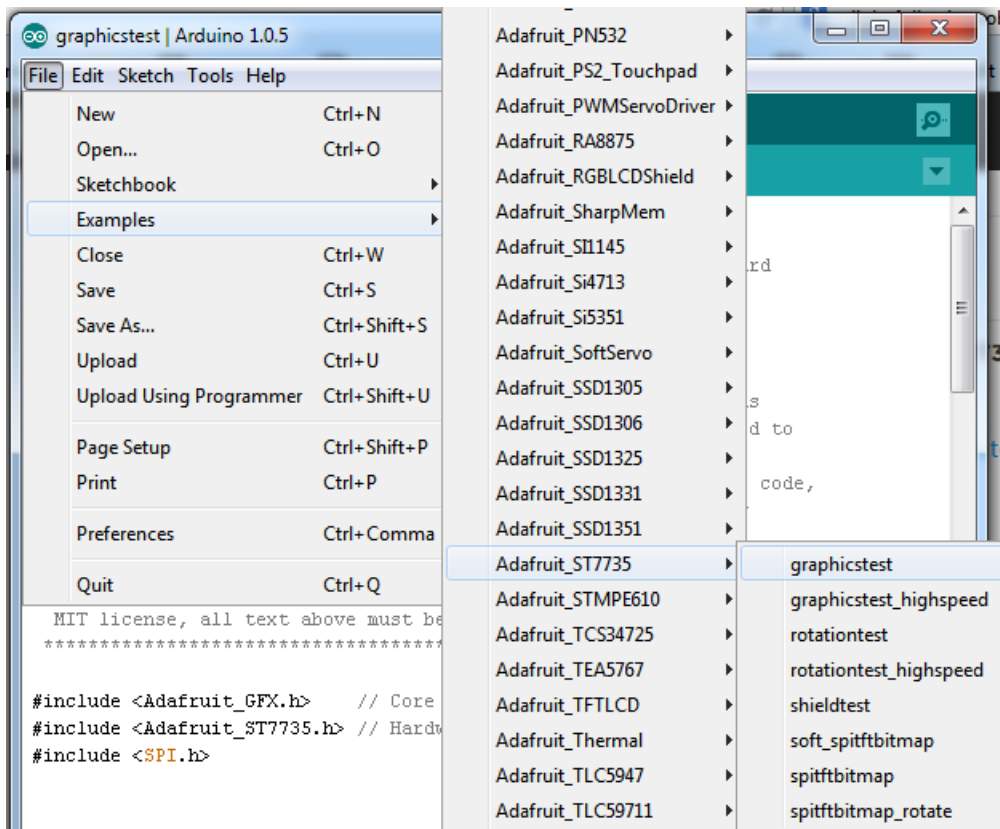 graphicstest | Arduino 1.0.5
File Edit Sketch Tools Help
New Ctrl+N
Open... Ctrl+O
Sketchbook
Examples
Close Ctrl+W
Save Ctrl+S
Save As... Ctrl+Shift+S
Upload Ctrl+U
Upload Using Programmer Ctrl+Shift+U
Page Setup Ctrl+Shift+P
Print Ctrl+P
Preferences Ctrl+Comma
Quit Ctrl+Q
Adafruit_PN532
Adafruit_PS2_Touchpad
Adafruit_PWMServoDriver
Adafruit_RA8875
Adafruit_RGBLCDShield
Adafruit_SharpMem
Adafruit_SI1145
Adafruit_Si4713
Adafruit_Si5351
Adafruit_SoftServo
Adafruit_SSD1305
Adafruit_SSD1306
Adafruit_SSD1325
Adafruit_SSD1331
Adafruit_SSD1351
Adafruit_ST7735
Adafruit_STMPE610
Adafruit_TCS34725
Adafruit_TEA5767
Adafruit_TFTLCD
Adafruit_Thermal
Adafruit_TLC5947
Adafruit_TLC59711
graphicstest
graphicstest_highspeed
rotationtest
rotationtest_highspeed
shieldtest
soft_spitftbitmap
spitftbitmap
spitftbitmap_rotate
rd
s
d to
code,
MIT license, all text above must be
****************************************
#include <Adafruit_GFX.h> // Core
#include <Adafruit_ST7735.h> // Hardw
#include <SPI.h>